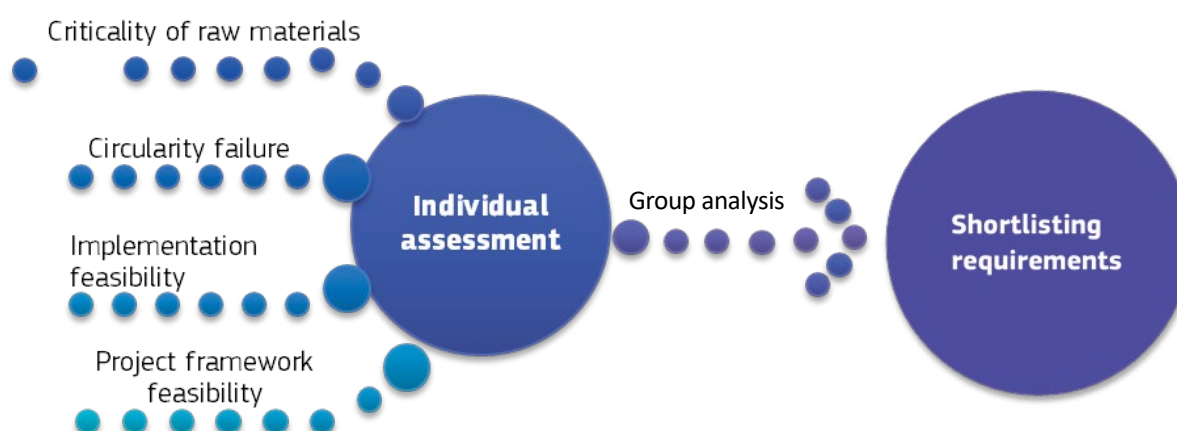 Criticality of raw materials
Circularity failure
Implementation
feasibility
Project framework
feasibility
Individual
assessment
Group analysis
Shortlisting
requirements